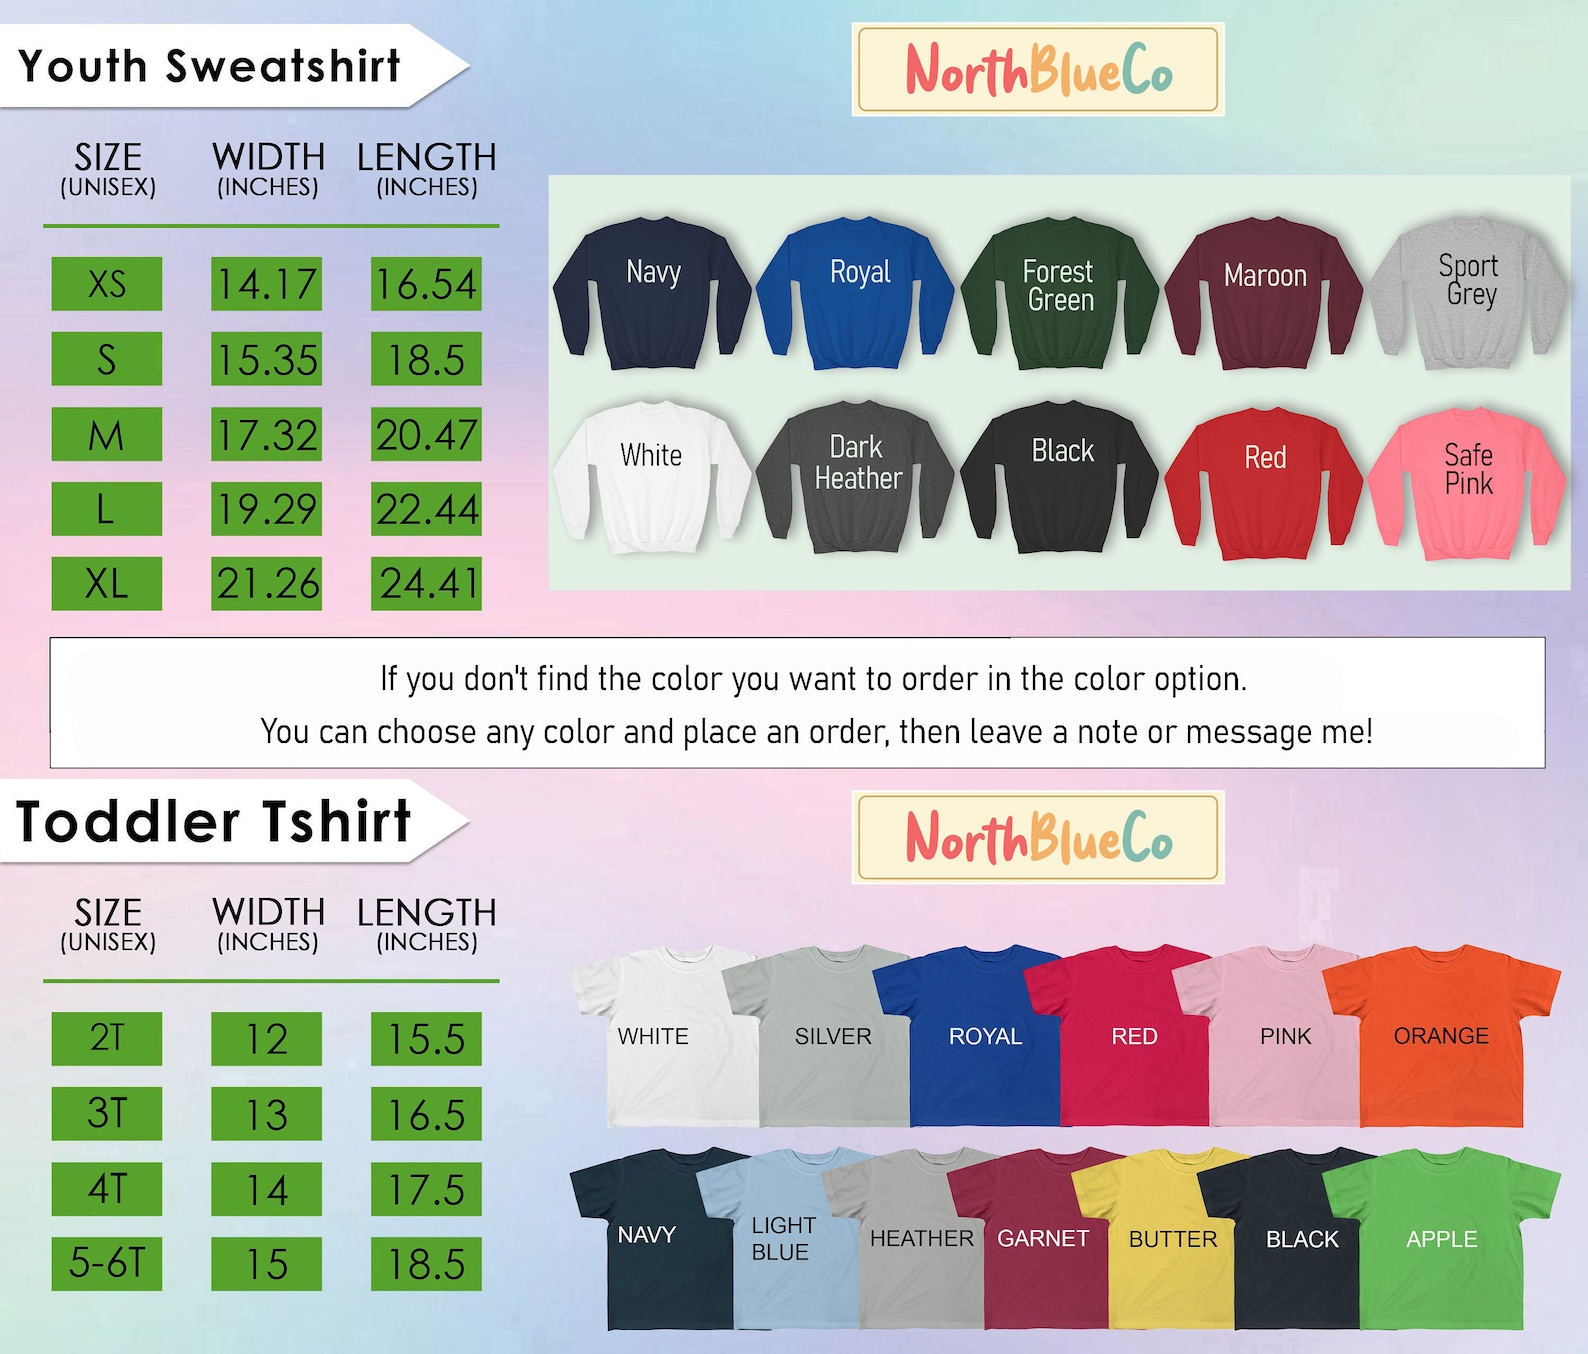 Youth Sweatshirt
NorthBlueCo
SIZE WIDTH LENGTH
(UNISEX) (INCHES) (INCHES)
XS 14.17 16.54
S 15.35 18.5
M 17.32 20.47
L 19.29 22.44
XL 21.26 24.41
Navy
Royal
Forest
Green
Maroon
Sport
Grey
White
Dark
Heather
Black
Red
Safe
Pink
If you don't find the color you want to order in the color option.
You can choose any color and place an order, then leave a note or message me!
Toddler Tshirt
NorthBlueCo
SIZE WIDTH LENGTH
(UNISEX) (INCHES) (INCHES)
2T 12 15.5
3T 13 16.5
4T 14 17.5
5-6T 15 18.5
WHITE
SILVER
ROYAL
RED
PINK
ORANGE
NAVY
LIGHT
BLUE
HEATHER
GARNET
BUTTER
BLACK
APPLE